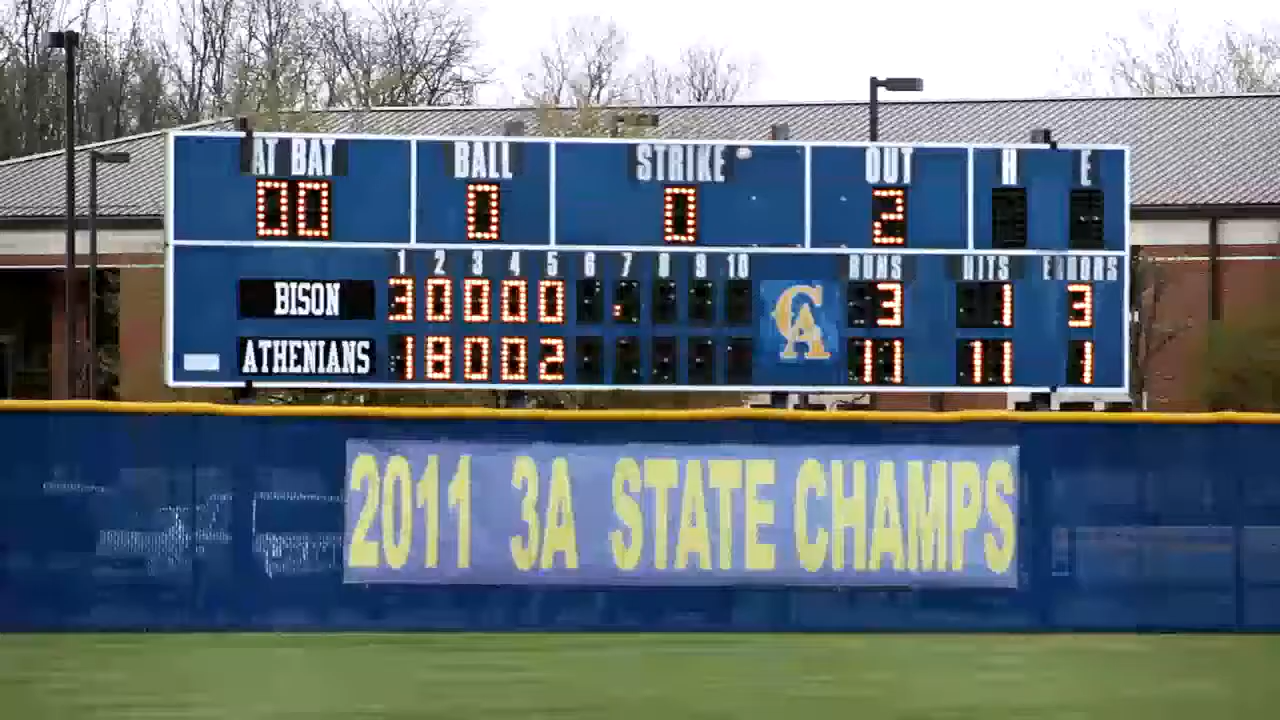 AT BAT BALL STRIKE OUT H E
00 0 0 2
1 2 3 4 5 6 7 8 9 10 RUNS HITS ERRORS
BISON 3 0 0 0 0 3 1 3
ATHENIANS 1 8 0 0 2 CA 11 11 1
2011 3A STATE CHAMPS